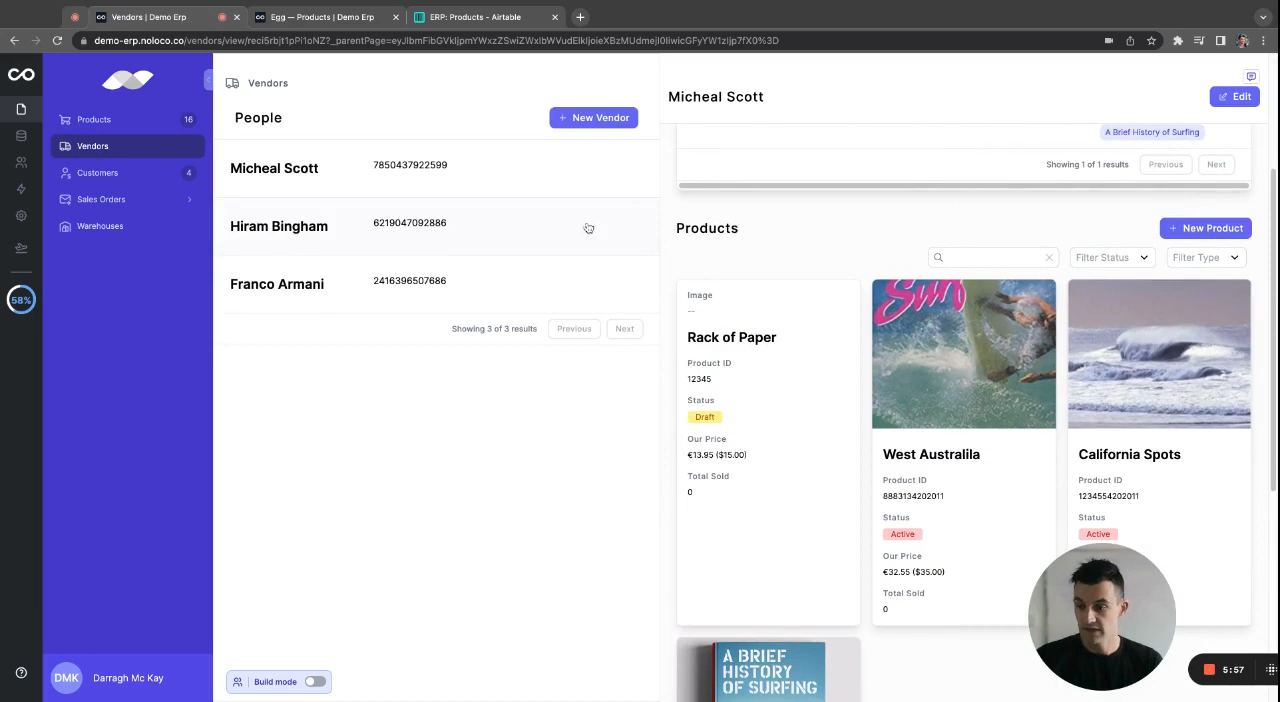 Vendors | Demo Erp
Egg — Products | Demo Erp
ERP: Products - Airtable
demo-erp.noloco.co/vendors/view/reci5rbjt1pPi1oNZ?_parentPage=eyJlbmFibGVkIjpmYWxzZSwiZWxlbWVudElkIjoieXBzMUdmejl0IiwicGFyYW1zIjp7fX0%3D
Products 16
Vendors
Customers 4
Sales Orders
Warehouses
58%
DMK Darragh Mc Kay
Vendors
People
+ New Vendor
Micheal Scott 7850437922599
Hiram Bingham 6219047092886
Franco Armani 2416396507686
Showing 3 of 3 results Previous Next
Build mode
Micheal Scott
Edit
A Brief History of Surfing
Showing 1 of 1 results Previous Next
Products
+ New Product
Filter Status Filter Type
Image
--
Rack of Paper
Product ID
12345
Status
Draft
Our Price
€13.95 ($15.00)
Total Sold
0
Surf
West Australila
Product ID
8883134202011
Status
Active
Our Price
€32.55 ($35.00)
Total Sold
0
California Spots
Product ID
1234554202011
Status
Active
A BRIEF
HISTORY
OF SURFING
5:57